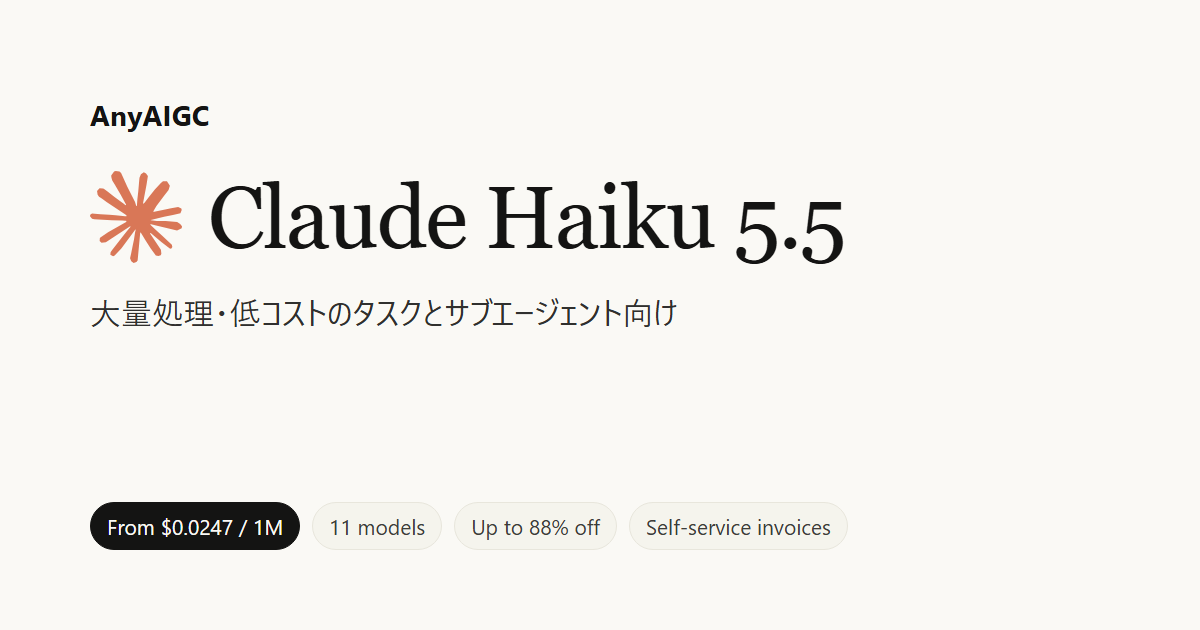 AnyAIGC
Claude Haiku 5.5
大量処理・低コストのタスクとサブエージェント向け
From $0.0247 / 1M
11 models
Up to 88% off
Self-service invoices